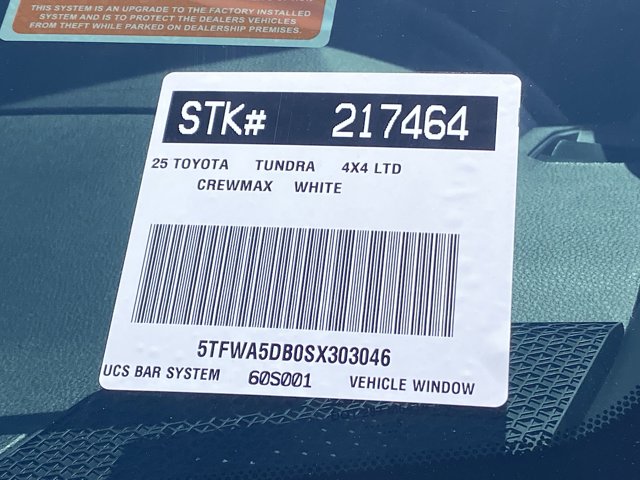 THIS SYSTEM IS AN UPGRADE TO THE FACTORY INSTALLED
SYSTEM AND IS TO PROTECT THE DEALERS VEHICLES
FROM THEFT WHILE PARKED ON DEALERSHIP PREMISES.
STK# 217464
25 TOYOTA TUNDRA 4X4 LTD
CREWMAX WHITE
5TFWA5DB0SX303046
UCS BAR SYSTEM 60S001 VEHICLE WINDOW